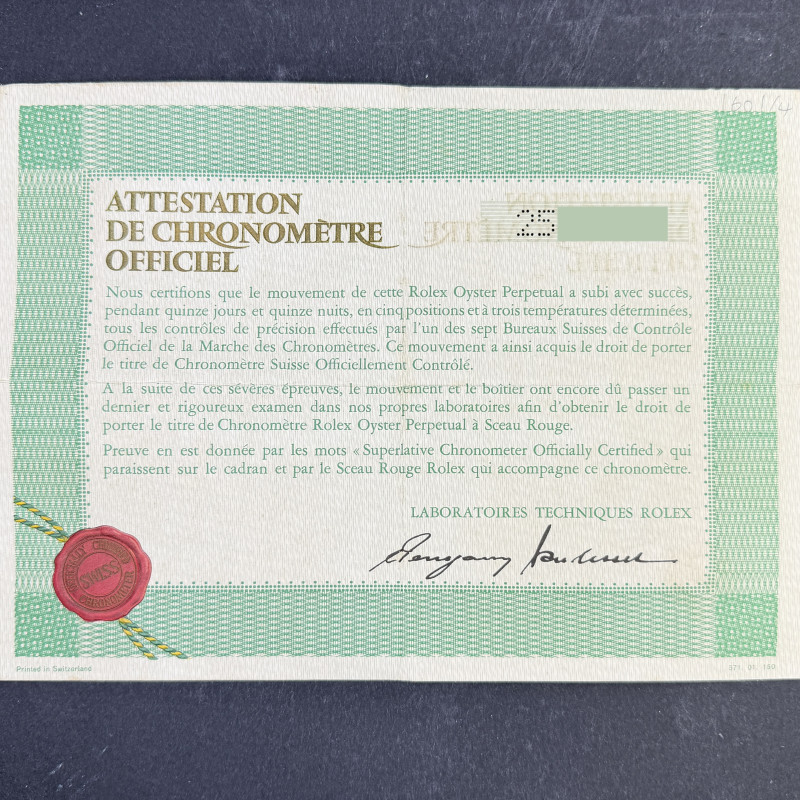 1601/4
ATTESTATION
DE CHRONOMÈTRE
OFFICIEL
25
Nous certifions que le mouvement de cette Rolex Oyster Perpetual a subi avec succès,
pendant quinze jours et quinze nuits, en cinq positions et à trois températures déterminées,
tous les contrôles de précision effectués par l'un des sept Bureaux Suisses de Contrôle
Officiel de la Marche des Chronomètres. Ce mouvement a ainsi acquis le droit de porter
le titre de Chronomètre Suisse Officiellement Contrôlé.
A la suite de ces sévères épreuves, le mouvement et le boîtier ont encore dû passer un
dernier et rigoureux examen dans nos propres laboratoires afin d'obtenir le droit de
porter le titre de Chronomètre Rolex Oyster Perpetual à Sceau Rouge.
Preuve en est donnée par les mots « Superlative Chronometer Officially Certified » qui
paraissent sur le cadran et par le Sceau Rouge Rolex qui accompagne ce chronomètre.
LABORATOIRES TECHNIQUES ROLEX
SWISS
CHRONOMETER
Printed in Switzerland
571. 01. 190